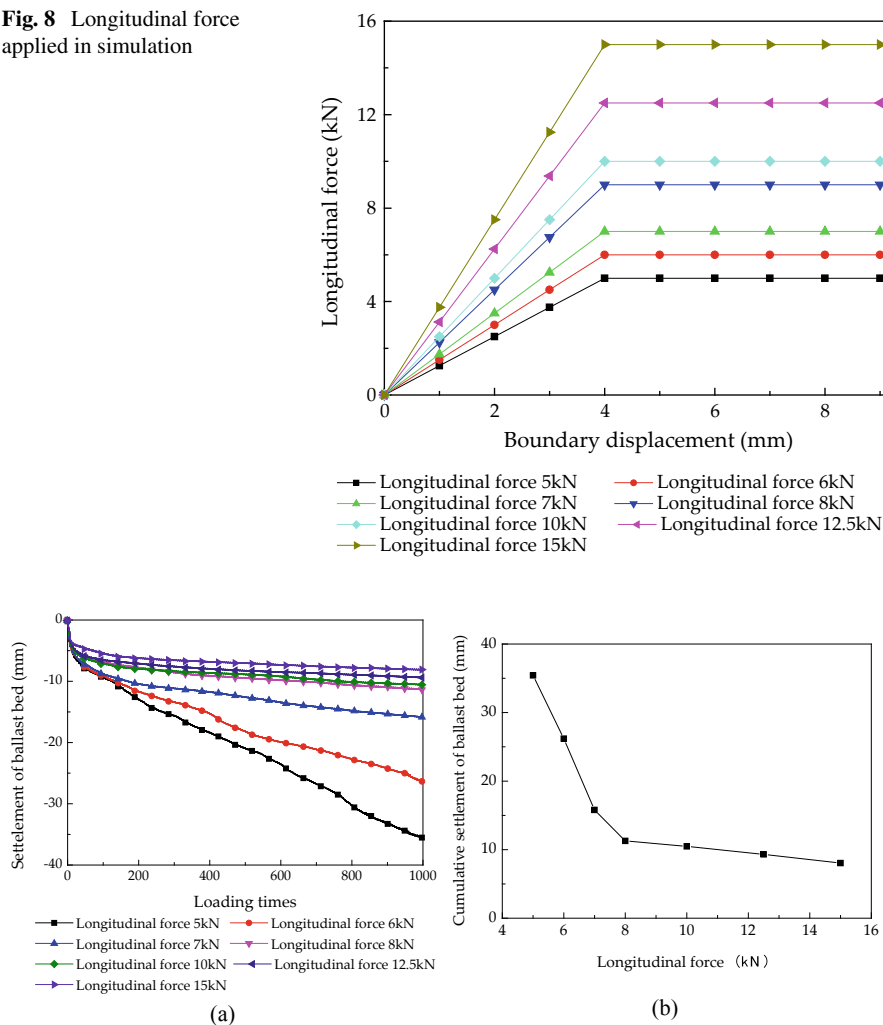 Fig. 8 Longitudinal force
applied in simulation
16
12
8
4
0
Longitudinal force (kN)
0 2 4 6 8
Boundary displacement (mm)
Longitudinal force 5kN Longitudinal force 6kN
Longitudinal force 7kN Longitudinal force 8kN
Longitudinal force 10kN Longitudinal force 12.5kN
Longitudinal force 15kN
0
-10
-20
-30
-40
Settelement of ballast bed (mm)
0 200 400 600 800 1000
Loading times
Longitudinal force 5kN Longitudinal force 6kN
Longitudinal force 7kN Longitudinal force 8kN
Longitudinal force 10kN Longitudinal force 12.5kN
Longitudinal force 15kN
(a)
40
30
20
10
0
Cumulative settlement of ballast bed (mm)
4 6 8 10 12 14 16
Longitudinal force （kN）
(b)